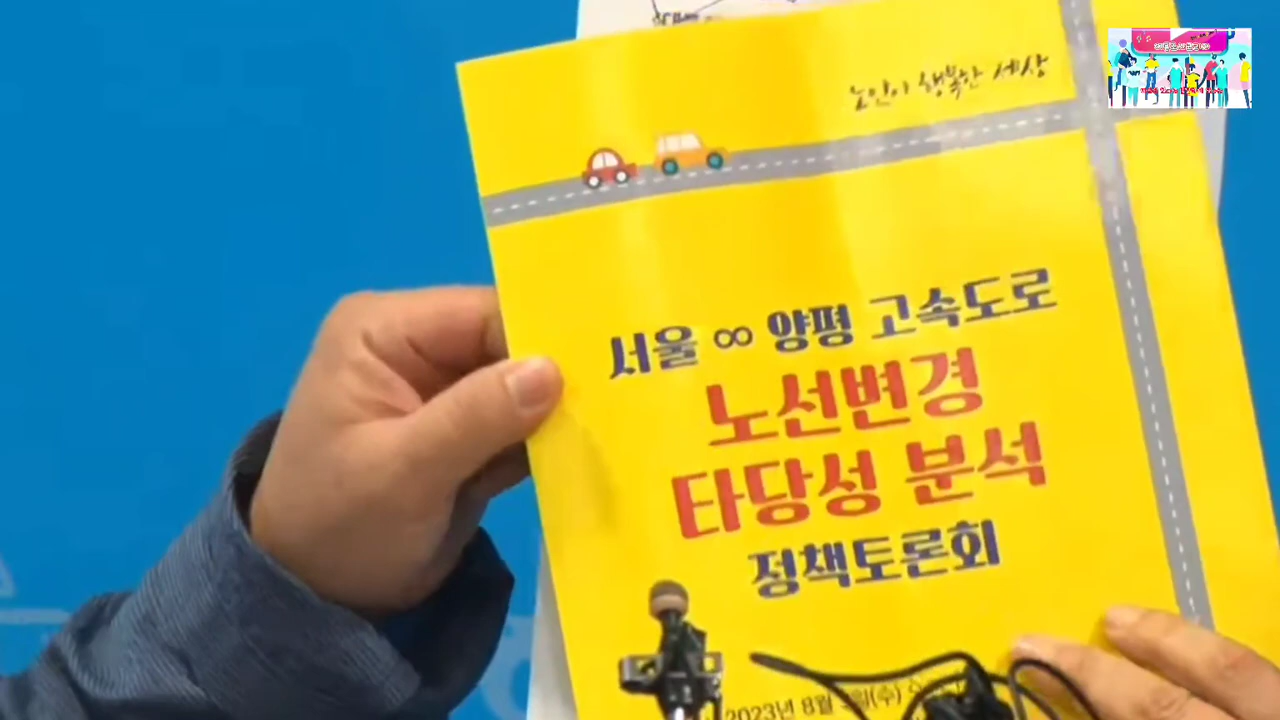 노인이 행복한 세상
서울 ∞ 양평 고속도로
노선변경
타당성 분석
정책토론회
2023년 8월 (수)